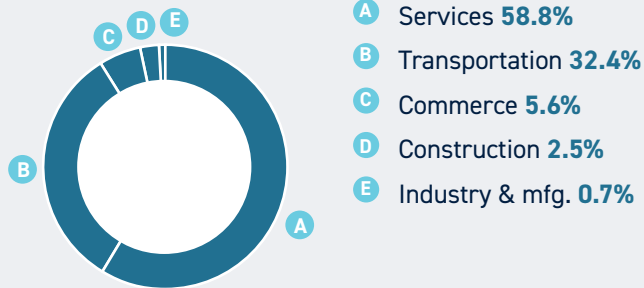 E
D
C
B
A
A Services 58.8%
B Transportation 32.4%
C Commerce 5.6%
D Construction 2.5%
E Industry & mfg. 0.7%